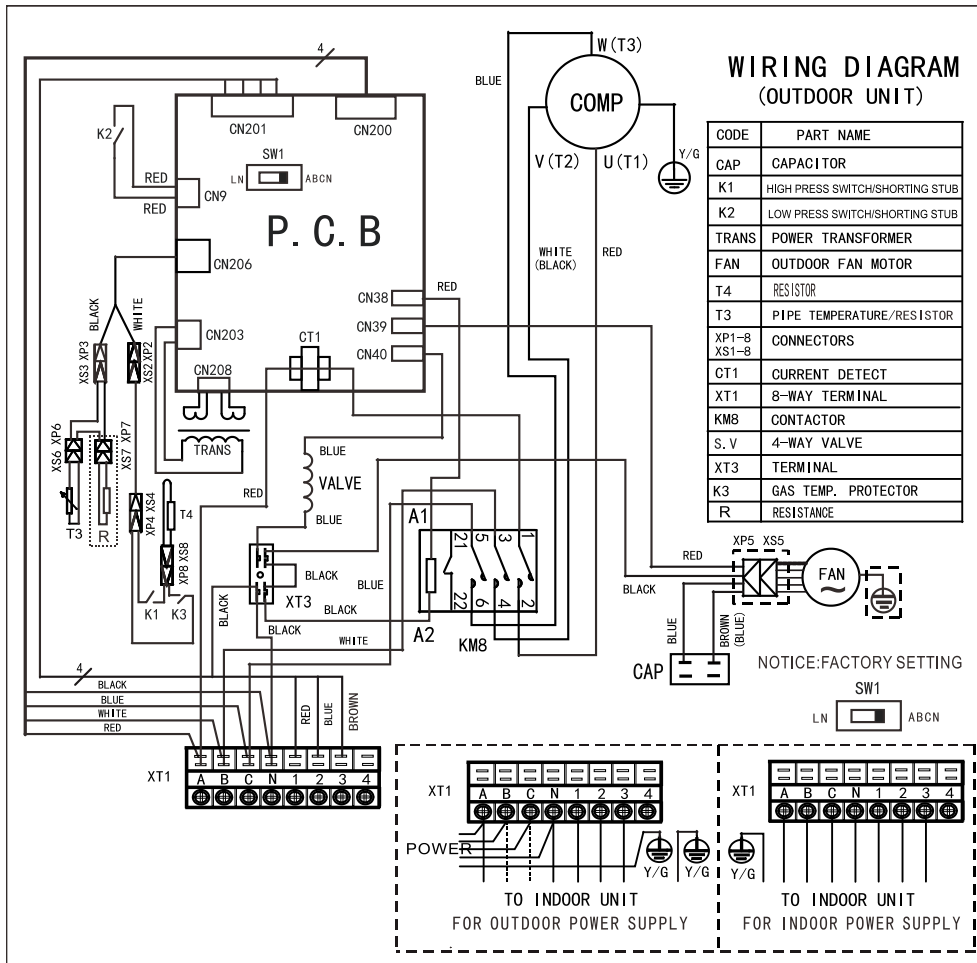 WIRING DIAGRAM
(OUTDOOR UNIT)
CODE PART NAME
CAP CAPACITOR
K1 HIGH PRESS SWITCH/SHORTING STUB
K2 LOW PRESS SWITCH/SHORTING STUB
TRANS POWER TRANSFORMER
FAN OUTDOOR FAN MOTOR
T4 RESISTOR
T3 PIPE TEMPERATURE/RESISTOR
XP1-8
XS1-8
CONNECTORS
CT1 CURRENT DETECT
XT1 8-WAY TERMINAL
KM8 CONTACTOR
S.V 4-WAY VALVE
XT3 TERMINAL
K3 GAS TEMP. PROTECTOR
R RESISTANCE
4
CN201
CN200
K2
SW1
LN
ABCN
RED
RED
CN9
P.C.B
CN206
BLACK
WHITE
CN203
CN38
CN39
CN40
CT1
CN208
TRANS
XS3 XP3
XS2 XP2
XS6 XP6
XS7 XP7
T3
R
XP4 XS4
T4
XP8 XS8
K1
K3
BLUE
W(T3)
COMP
V(T2)
U(T1)
Y/G
WHITE
(BLACK)
RED
RED
RED
BLUE
VALVE
BLUE
BLACK
XT3
BLACK
BLACK
BLACK
BLUE
WHITE
A1
A2
21
5
3
1
22
6
4
2
KM8
RED
BLACK
XP5 XS5
FAN
BLUE
BROWN
(BLUE)
CAP
NOTICE:FACTORY SETTING
SW1
LN
ABCN
4
BLACK
BLUE
WHITE
RED
RED
BLUE
BROWN
XT1
A B C N 1 2 3 4
XT1
A B C N 1 2 3 4
POWER
Y/G
Y/G
TO INDOOR UNIT
FOR OUTDOOR POWER SUPPLY
XT1
A B C N 1 2 3 4
Y/G
TO INDOOR UNIT
FOR INDOOR POWER SUPPLY